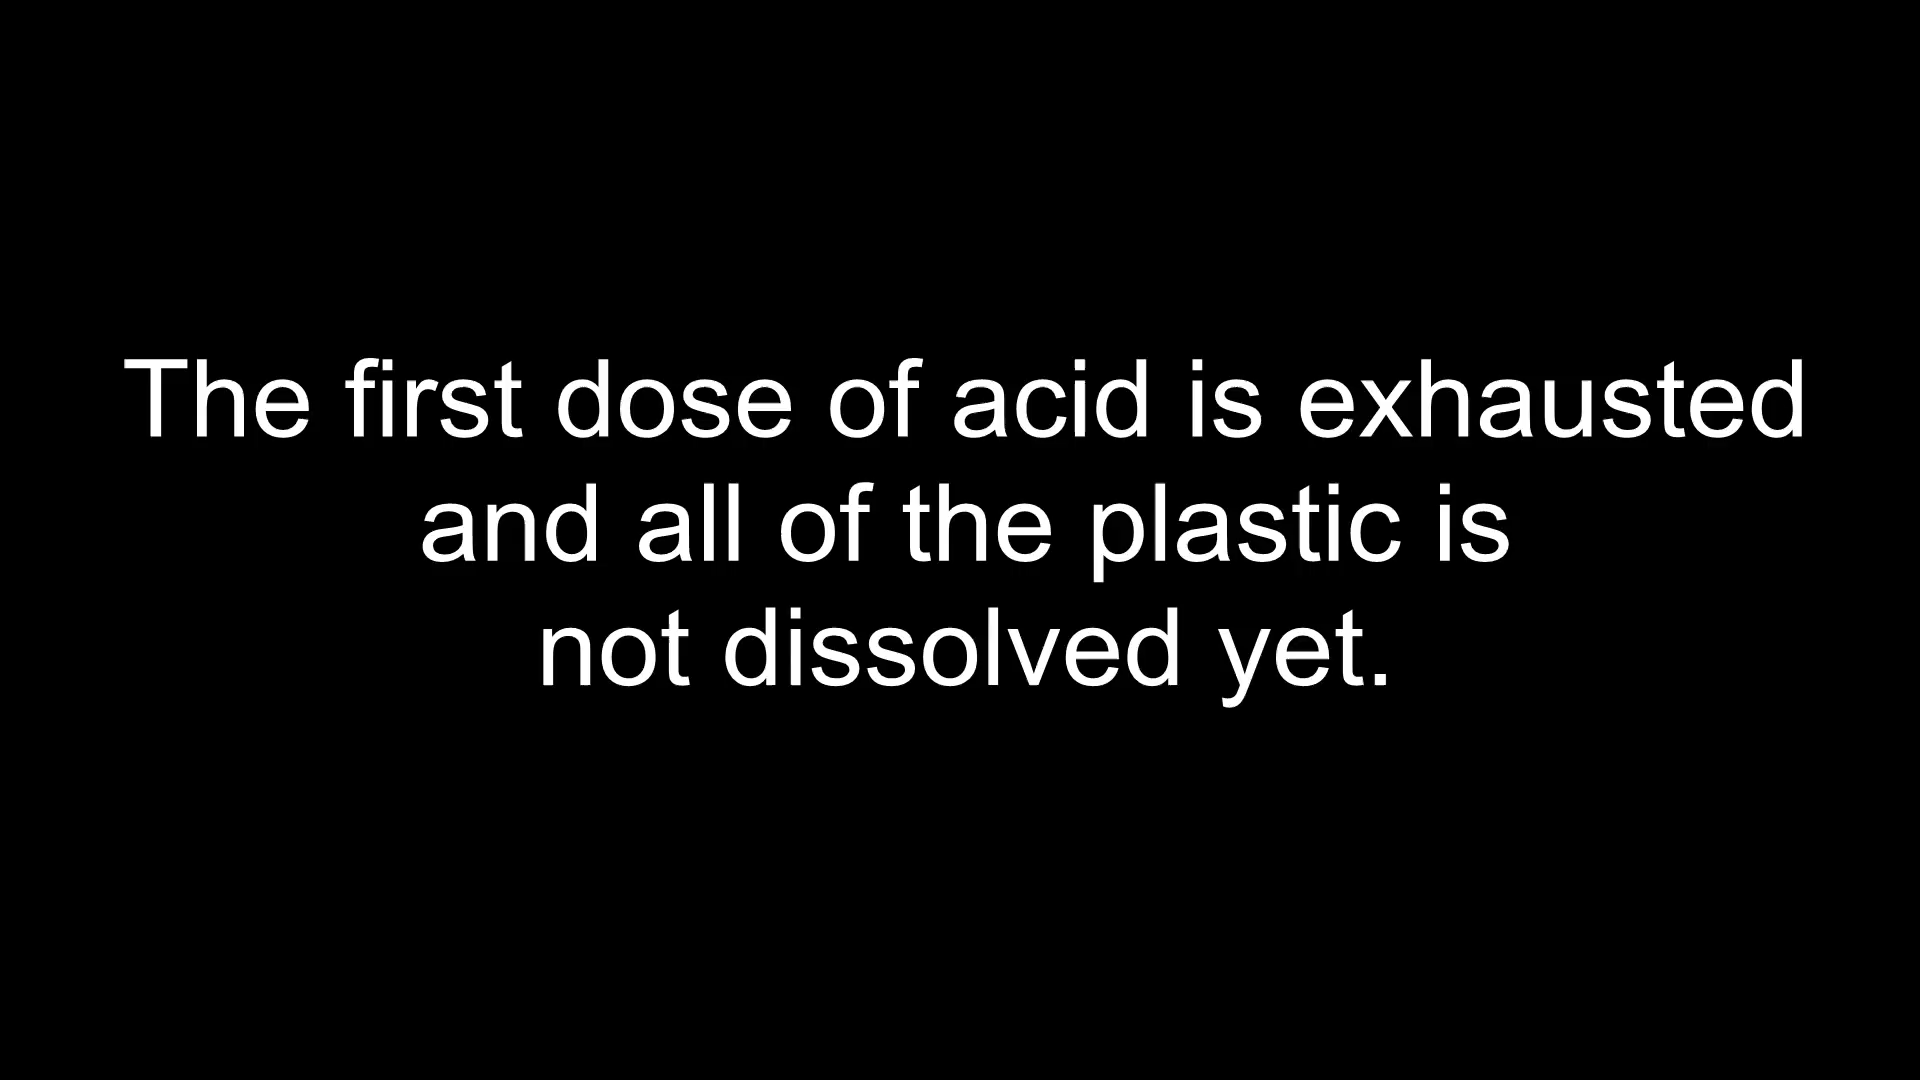 The first dose of acid is exhausted
and all of the plastic is
not dissolved yet.